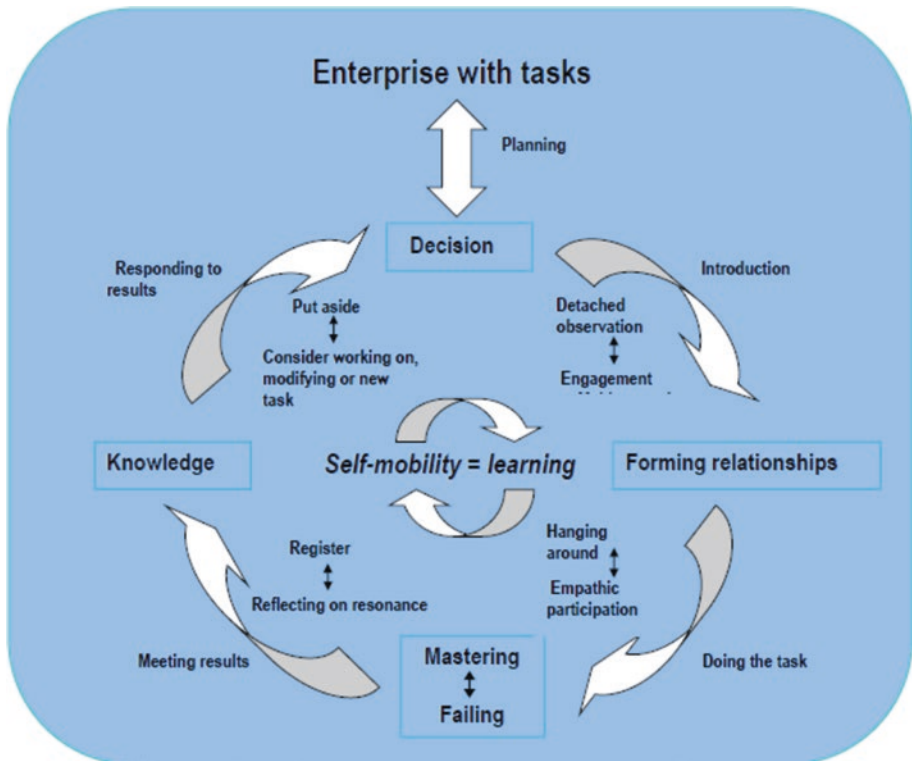 Enterprise with tasks
Planning
Decision
Responding to
results
Introduction
Put aside
Detached
observation
Consider working on,
modifying or new
task
Engagement
Knowledge
Self-mobility = learning
Forming relationships
Register
Hanging
around
Reflecting on resonance
Empathic
participation
Meeting results
Mastering
Failing
Doing the task